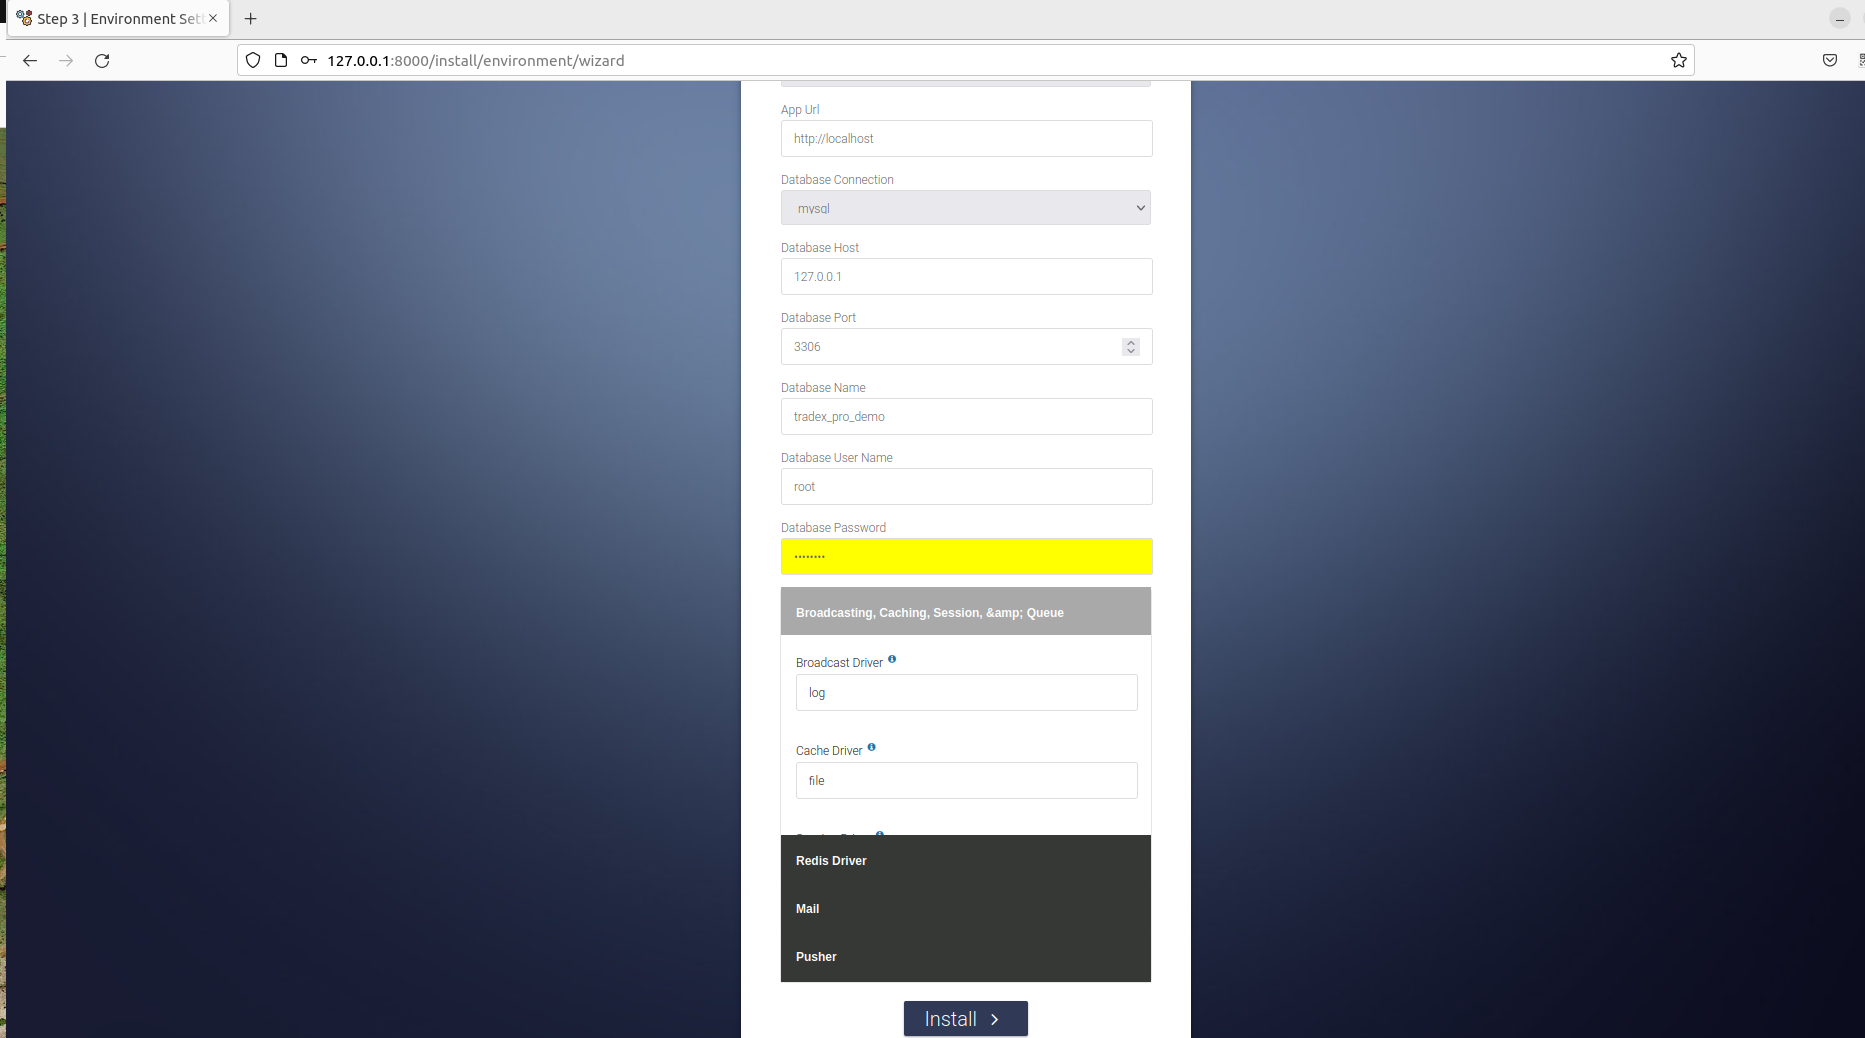 Step 3 | Environment Set
127.0.0.1:8000/install/environment/wizard
App Url
http://localhost
Database Connection
mysql
Database Host
127.0.0.1
Database Port
3306
Database Name
tradex_pro_demo
Database User Name
root
Database Password
••••••••
Broadcasting, Caching, Session, &amp; Queue
Broadcast Driver
log
Cache Driver
file
Redis Driver
Mail
Pusher
Install